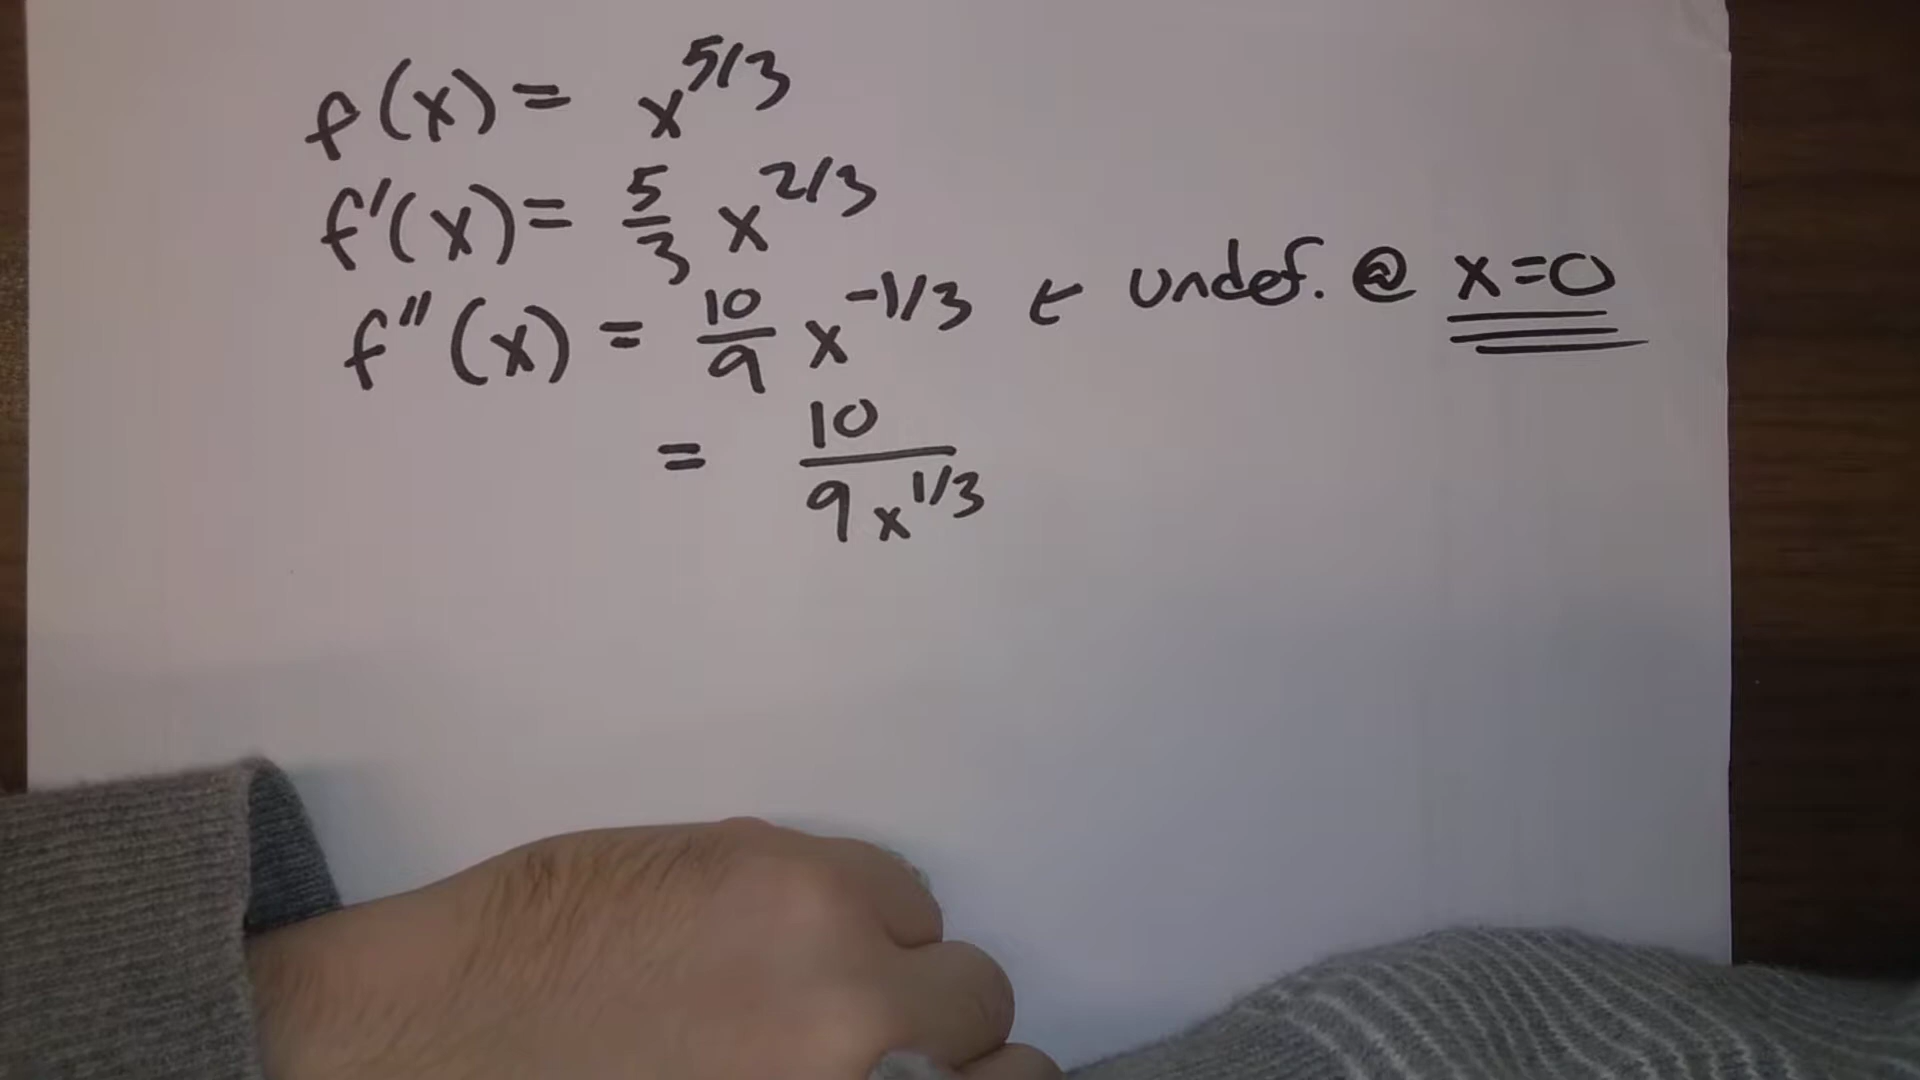 f(x) = x^5/3
f'(x) = 5/3 x^2/3
f''(x) = 10/9 x^-1/3 ← undef. @ x=0
= 10/9x^1/3